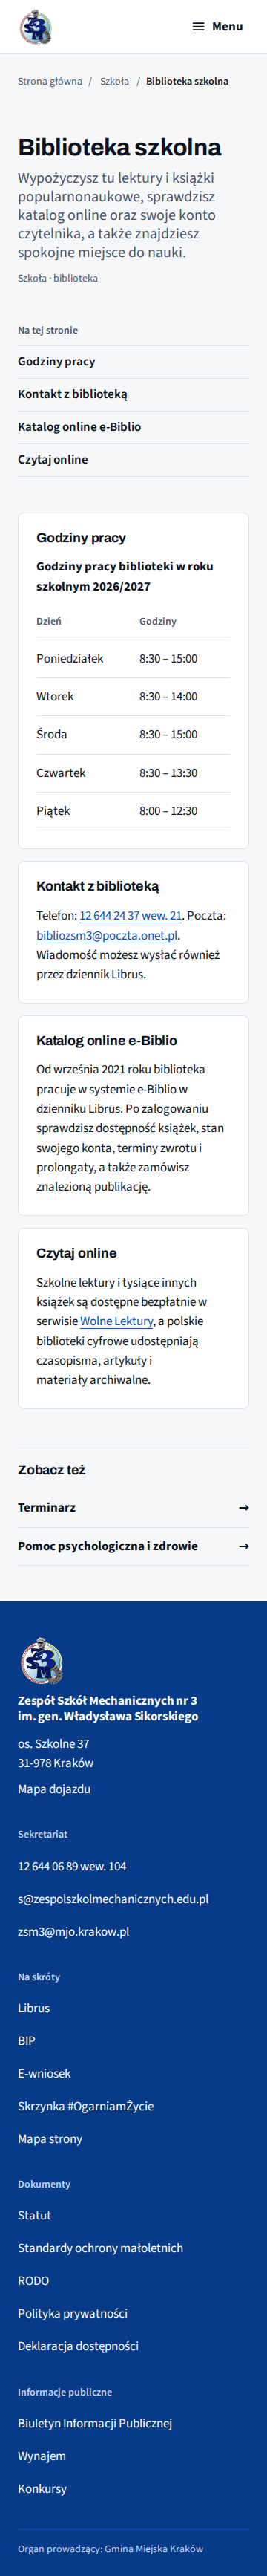 Menu
Strona główna / Szkoła / Biblioteka szkolna
Biblioteka szkolna
Wypożyczysz tu lektury i książki
popularnonaukowe, sprawdzisz
katalog online oraz swoje konto
czytelnika, a także znajdziesz
spokojne miejsce do nauki.
Szkoła · biblioteka
Na tej stronie
Godziny pracy
Kontakt z biblioteką
Katalog online e-Biblio
Czytaj online
Godziny pracy
Godziny pracy biblioteki w roku
szkolnym 2026/2027
Dzień Godziny
Poniedziałek 8:30 – 15:00
Wtorek 8:30 – 14:00
Środa 8:30 – 15:00
Czwartek 8:30 – 13:30
Piątek 8:00 – 12:30
Kontakt z biblioteką
Telefon: 12 644 24 37 wew. 21. Poczta:
bibliozsm3@poczta.onet.pl.
Wiadomość możesz wysłać również
przez dziennik Librus.
Katalog online e-Biblio
Od września 2021 roku biblioteka
pracuje w systemie e-Biblio w
dzienniku Librus. Po zalogowaniu
sprawdzisz dostępność książek, stan
swojego konta, terminy zwrotu i
prolongaty, a także zamówisz
znalezioną publikację.
Czytaj online
Szkolne lektury i tysiące innych
książek są dostępne bezpłatnie w
serwisie Wolne Lektury, a polskie
biblioteki cyfrowe udostępniają
czasopisma, artykuły i
materiały archiwalne.
Zobacz też
Terminarz →
Pomoc psychologiczna i zdrowie →
Zespół Szkół Mechanicznych nr 3
im. gen. Władysława Sikorskiego
os. Szkolne 37
31-978 Kraków
Mapa dojazdu
Sekretariat
12 644 06 89 wew. 104
s@zespolszkolmechanicznych.edu.pl
zsm3@mjo.krakow.pl
Na skróty
Librus
BIP
E-wniosek
Skrzynka #OgarniamŻycie
Mapa strony
Dokumenty
Statut
Standardy ochrony małoletnich
RODO
Polityka prywatności
Deklaracja dostępności
Informacje publiczne
Biuletyn Informacji Publicznej
Wynajem
Konkursy
Organ prowadzący: Gmina Miejska Kraków